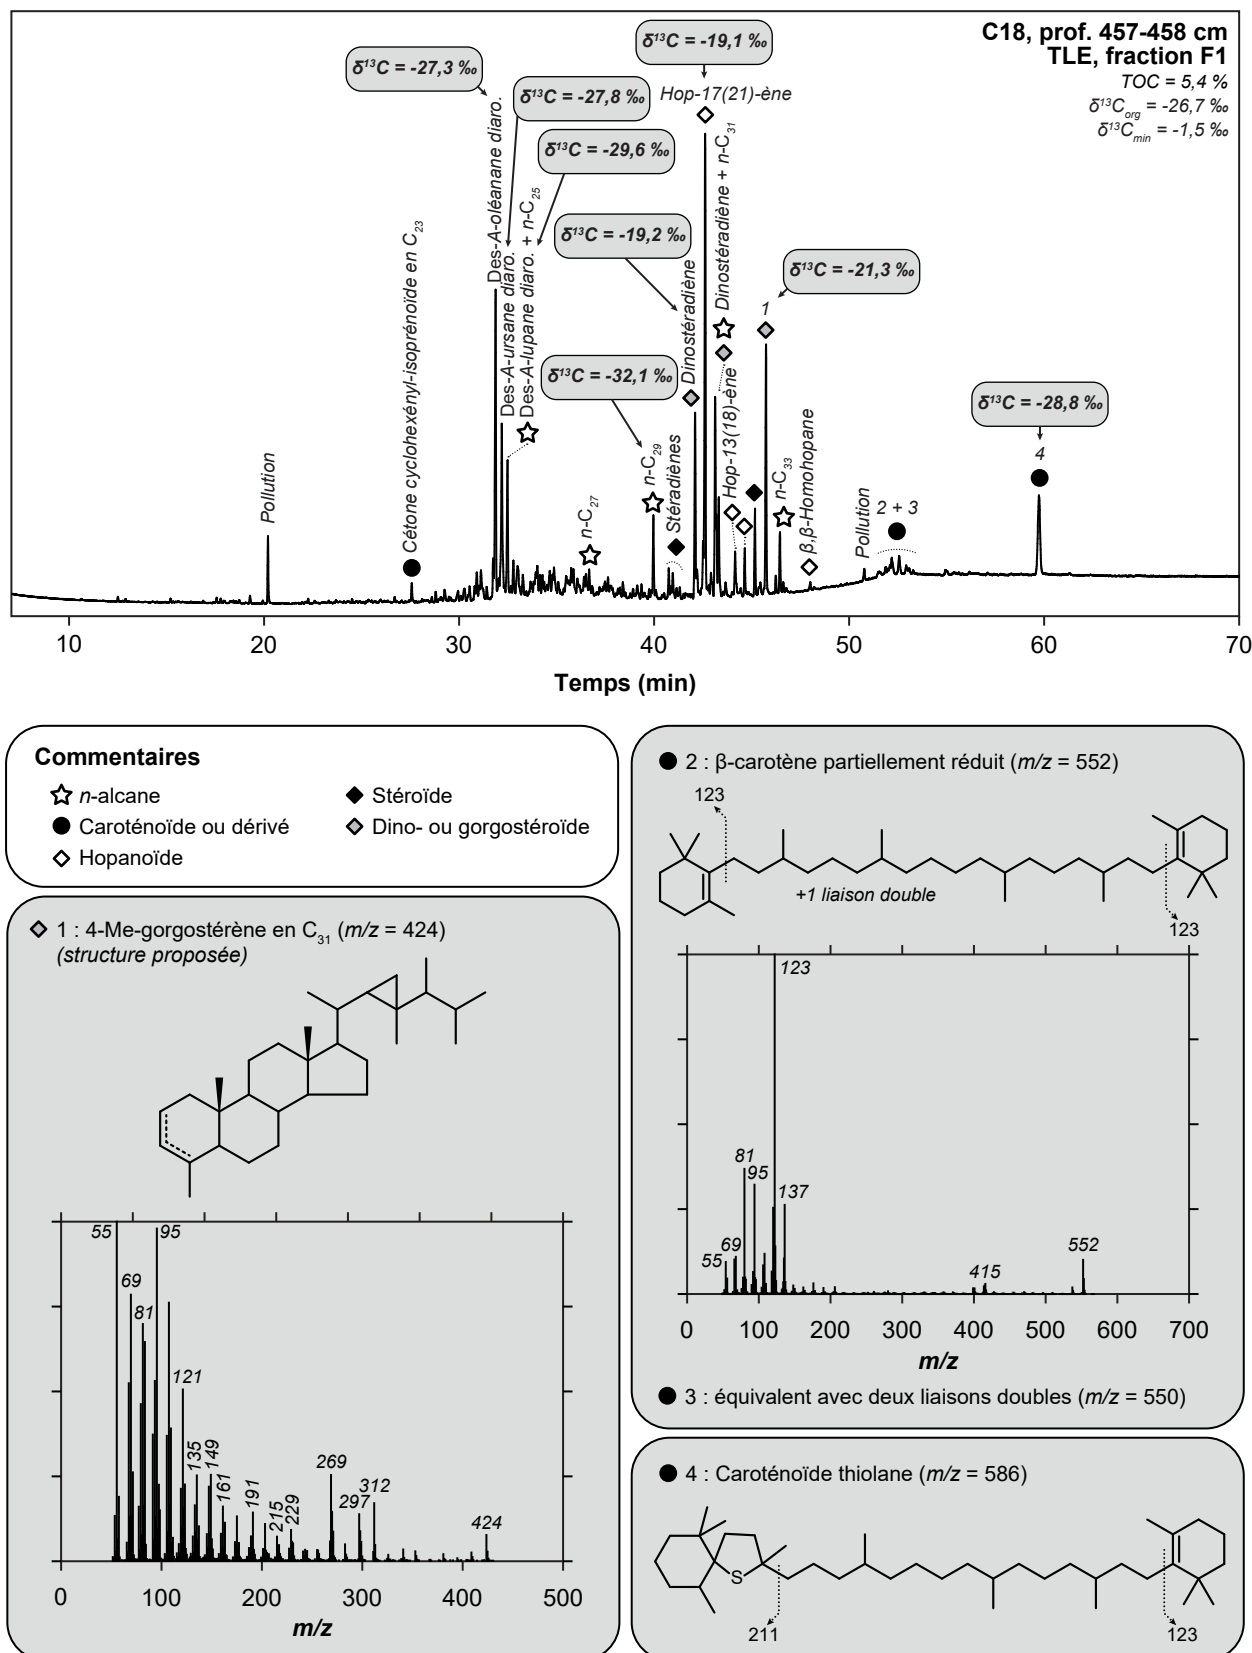 C18, prof. 457-458 cm
TLE, fraction F1
TOC = 5,4 %
δ¹³C_org = -26,7 ‰
δ¹³C_min = -1,5 ‰
δ¹³C = -27,3 ‰
δ¹³C = -27,8 ‰
δ¹³C = -29,6 ‰
δ¹³C = -19,1 ‰
δ¹³C = -19,2 ‰
δ¹³C = -21,3 ‰
δ¹³C = -32,1 ‰
δ¹³C = -28,8 ‰
Pollution
Cétone cyclohexényl-isoprénoïde en C₂₃
Des-A-oléanane diaro.
Des-A-ursane diaro.
Des-A-lupane diaro. + n-C₂₅
n-C₂₇
n-C₂₉
Stéradiènes
Dinostéradiène
Hop-17(21)-ène
Dinostéradiène + n-C₃₁
Hop-13(18)-ène
1
n-C₃₃
β,β-Homohopane
Pollution
2 + 3
4
10 20 30 40 50 60 70
Temps (min)
Commentaires
n-alcane
Caroténoïde ou dérivé
Hopanoïde
Stéroïde
Dino- ou gorgostéroïde
1 : 4-Me-gorgostérène en C₃₁ (m/z = 424)
(structure proposée)
55
95
69
81
121
135
149
161
191
215
229
269
297
312
424
0 100 200 300 400 500
m/z
2 : β-carotène partiellement réduit (m/z = 552)
123
+1 liaison double
123
123
81
95
137
55
69
415
552
0 100 200 300 400 500 600 700
m/z
3 : équivalent avec deux liaisons doubles (m/z = 550)
4 : Caroténoïde thiolane (m/z = 586)
S
211
123